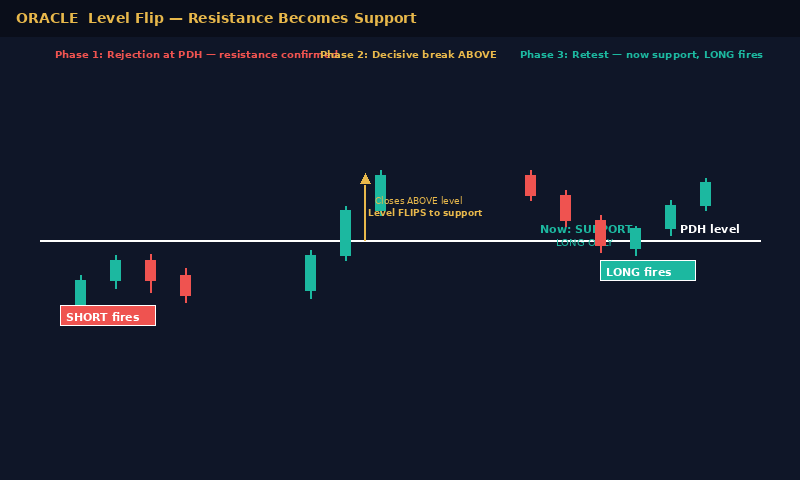 ORACLE  Level Flip — Resistance Becomes Support
Phase 1: Rejection at PDH — resistance confirmed
Phase 2: Decisive break ABOVE
Phase 3: Retest — now support, LONG fires
Closes ABOVE level
Level FLIPS to support
Now: SUPPORT
LONG ONLY
PDH level
LONG fires
SHORT fires